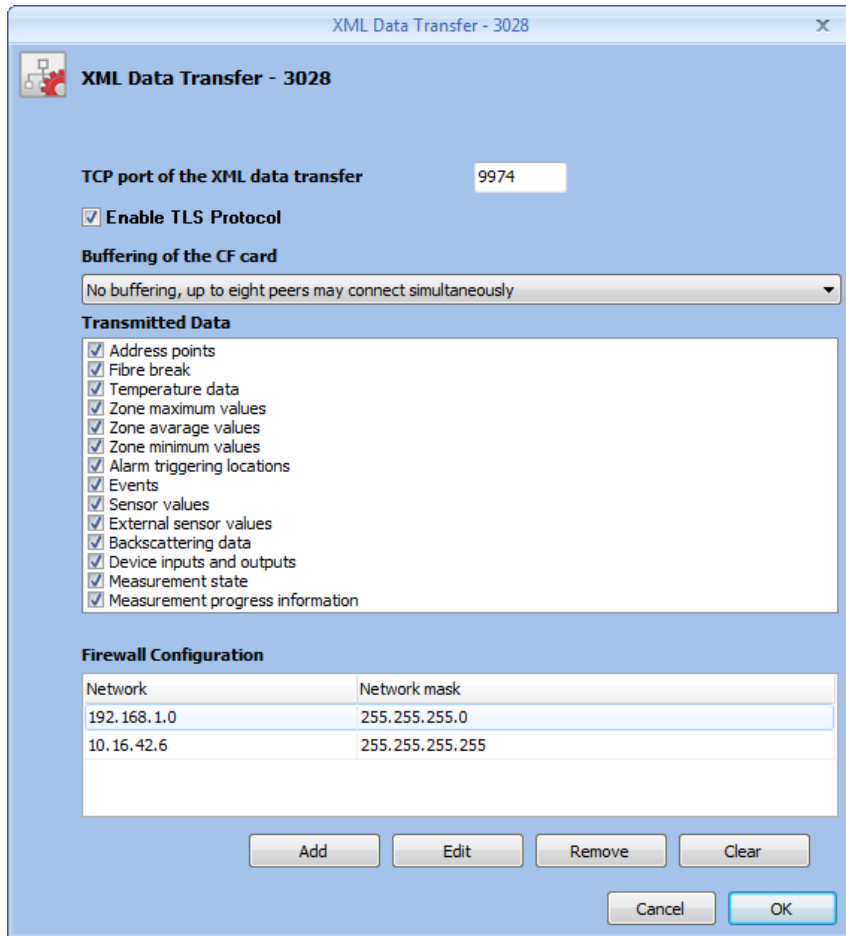 XML Data Transfer - 3028
XML Data Transfer - 3028
TCP port of the XML data transfer 9974
Enable TLS Protocol
Buffering of the CF card
No buffering, up to eight peers may connect simultaneously
Transmitted Data
Address points
Fibre break
Temperature data
Zone maximum values
Zone avarage values
Zone minimum values
Alarm triggering locations
Events
Sensor values
External sensor values
Backscattering data
Device inputs and outputs
Measurement state
Measurement progress information
Firewall Configuration
Network Network mask
192.168.1.0 255.255.255.0
10.16.42.6 255.255.255.255
Add Edit Remove Clear
Cancel OK